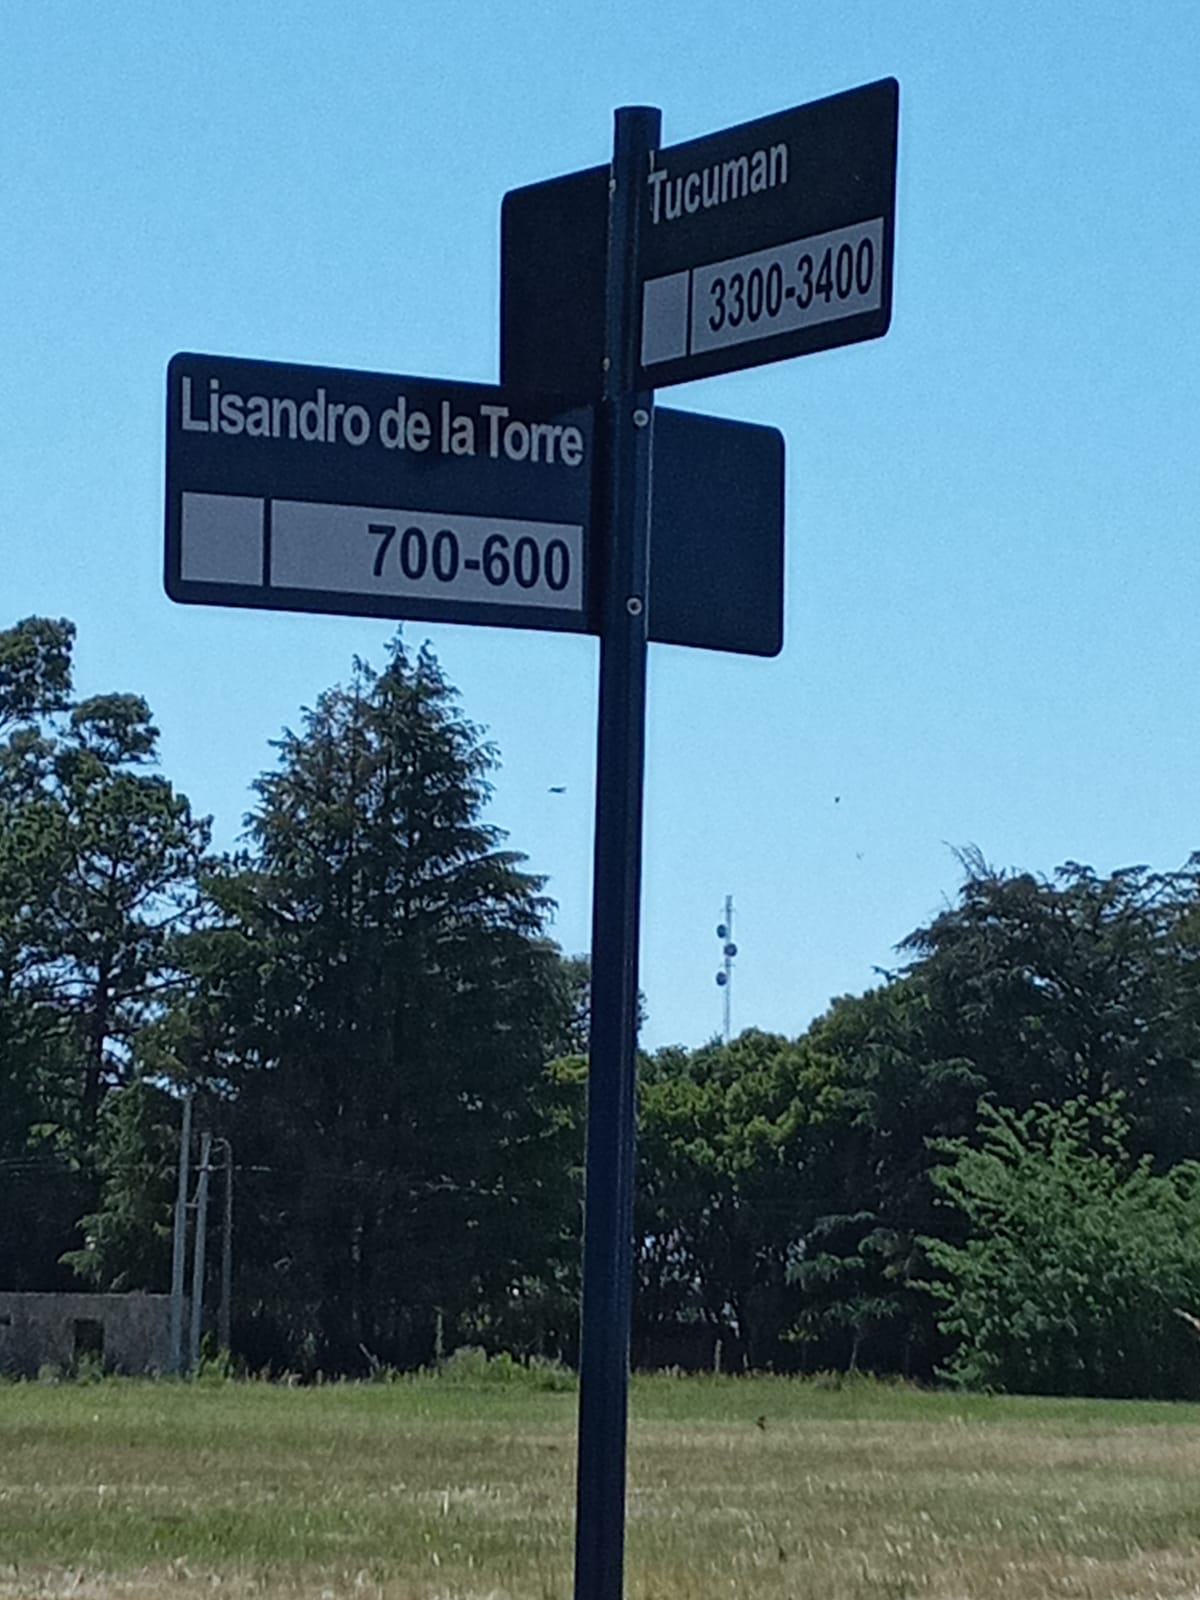 Tucuman
3300-3400
Lisandro de la Torre
700-600